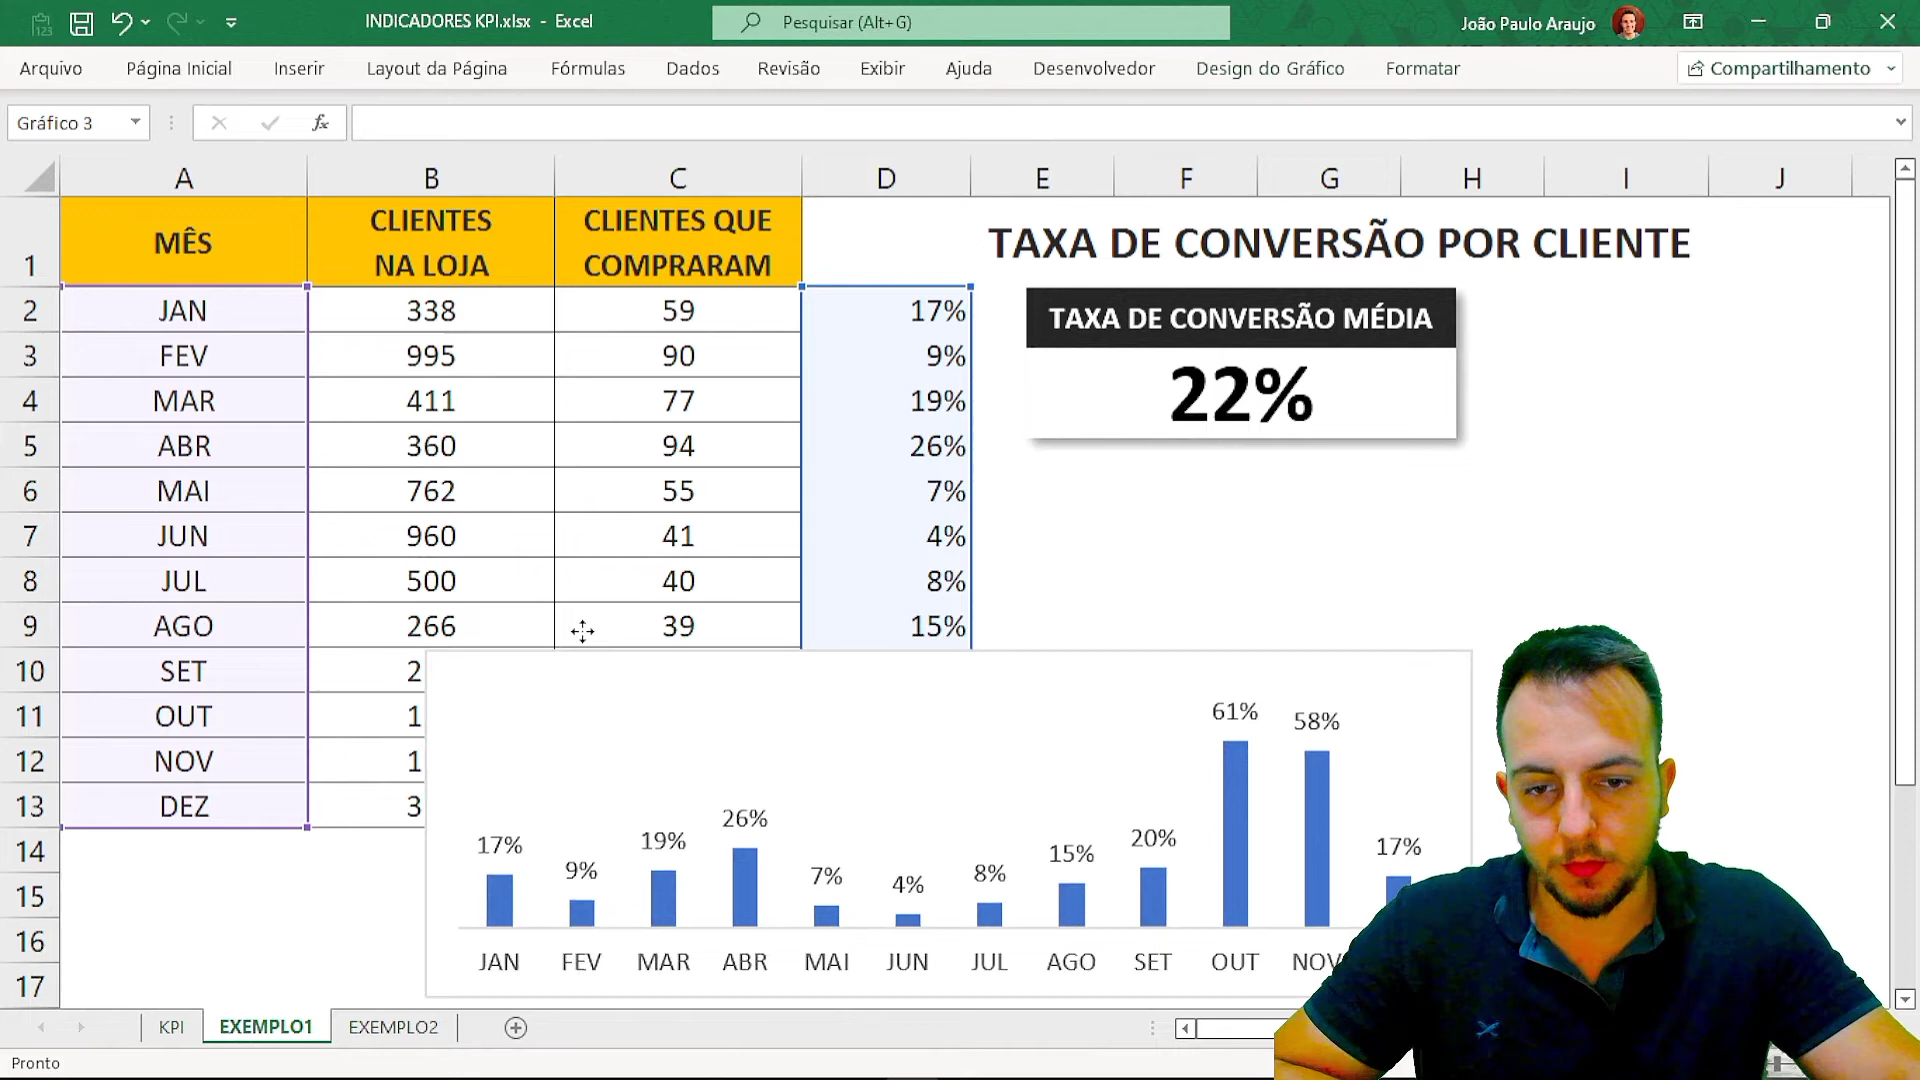 INDICADORES KPI.xlsx - Excel
Pesquisar (Alt+G)
João Paulo Araujo
Arquivo
Página Inicial
Inserir
Layout da Página
Fórmulas
Dados
Revisão
Exibir
Ajuda
Desenvolvedor
Design do Gráfico
Formatar
Compartilhamento
Gráfico 3
fx
A B C D E F G H I J
1
MÊS
CLIENTES
NA LOJA
CLIENTES QUE
COMPRARAM
TAXA DE CONVERSÃO POR CLIENTE
TAXA DE CONVERSÃO MÉDIA
22%
2 JAN 338 59 17%
3 FEV 995 90 9%
4 MAR 411 77 19%
5 ABR 360 94 26%
6 MAI 762 55 7%
7 JUN 960 41 4%
8 JUL 500 40 8%
9 AGO 266 39 15%
10 SET 2
11 OUT 1
12 NOV 1
13 DEZ 3
14
15
16
17
17% 9% 19% 26% 7% 4% 8% 15% 20% 61% 58% 17%
JAN FEV MAR ABR MAI JUN JUL AGO SET OUT NOV
KPI
EXEMPLO1
EXEMPLO2
Pronto